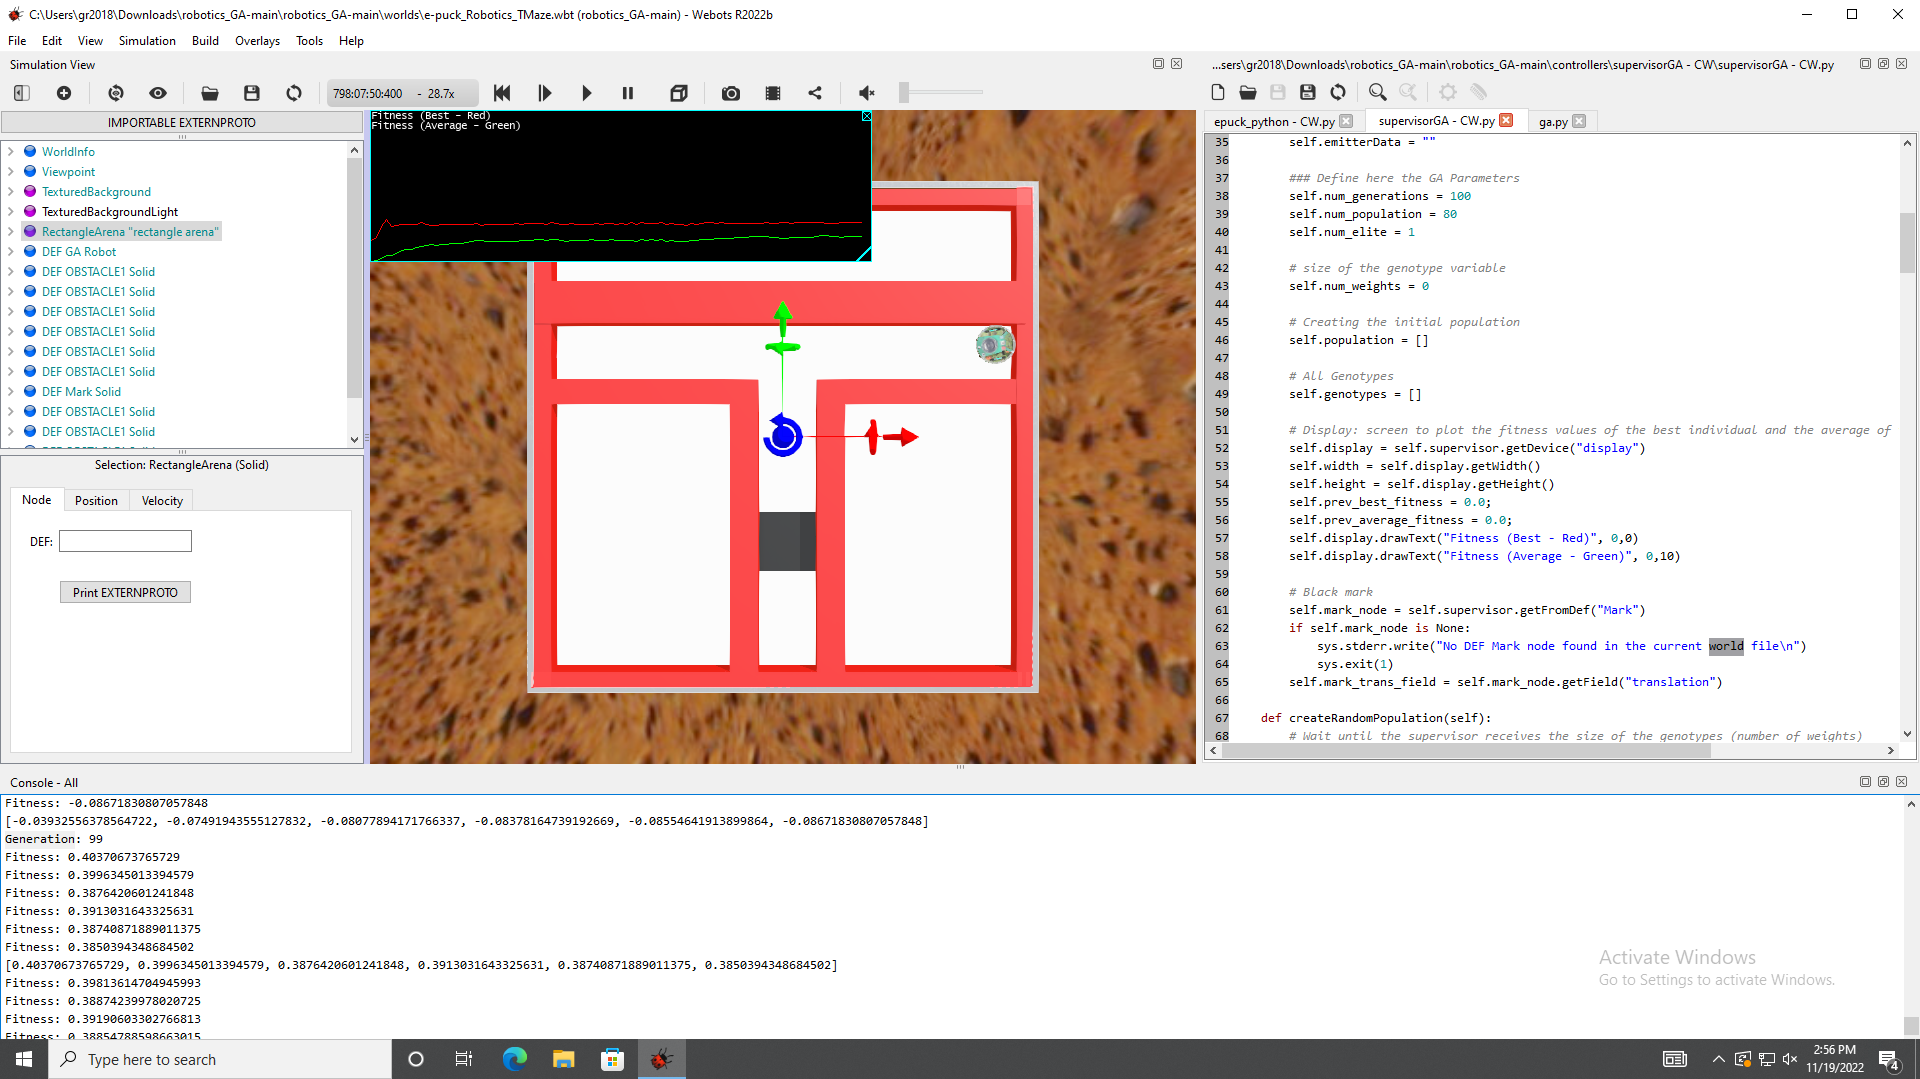 C:\Users\gr2018\Downloads\robotics_GA-main\robotics_GA-main\worlds\e-puck_Robotics_TMaze.wbt (robotics_GA-main) - Webots R2022b
File Edit View Simulation Build Overlays Tools Help
Simulation View
798:07:50:400 - 28.7x
IMPORTABLE EXTERNPROTO
WorldInfo
Viewpoint
TexturedBackground
TexturedBackgroundLight
RectangleArena "rectangle arena"
DEF GA Robot
DEF OBSTACLE1 Solid
DEF OBSTACLE1 Solid
DEF OBSTACLE1 Solid
DEF OBSTACLE1 Solid
DEF OBSTACLE1 Solid
DEF OBSTACLE1 Solid
DEF Mark Solid
DEF OBSTACLE1 Solid
DEF OBSTACLE1 Solid
Selection: RectangleArena (Solid)
Node Position Velocity
DEF:
Print EXTERNPROTO
Fitness (Best - Red)
Fitness (Average - Green)
...sers\gr2018\Downloads\robotics_GA-main\robotics_GA-main\controllers\supervisorGA - CW\supervisorGA - CW.py
epuck_python - CW.py supervisorGA - CW.py ga.py
35 self.emitterData = ""
36
37 ### Define here the GA Parameters
38 self.num_generations = 100
39 self.num_population = 80
40 self.num_elite = 1
41
42 # size of the genotype variable
43 self.num_weights = 0
44
45 # Creating the initial population
46 self.population = []
47
48 # All Genotypes
49 self.genotypes = []
50
51 # Display: screen to plot the fitness values of the best individual and the average of
52 self.display = self.supervisor.getDevice("display")
53 self.width = self.display.getWidth()
54 self.height = self.display.getHeight()
55 self.prev_best_fitness = 0.0;
56 self.prev_average_fitness = 0.0;
57 self.display.drawText("Fitness (Best - Red)", 0,0)
58 self.display.drawText("Fitness (Average - Green)", 0,10)
59
60 # Black mark
61 self.mark_node = self.supervisor.getFromDef("Mark")
62 if self.mark_node is None:
63 sys.stderr.write("No DEF Mark node found in the current world file\n")
64 sys.exit(1)
65 self.mark_trans_field = self.mark_node.getField("translation")
66
67 def createRandomPopulation(self):
68 # Wait until the supervisor receives the size of the genotypes (number of weights)
Console - All
Fitness: -0.08671830807057848
[-0.03932556378564722, -0.07491943555127832, -0.08077894171766337, -0.08378164739192669, -0.08554641913899864, -0.08671830807057848]
Generation: 99
Fitness: 0.40370673765729
Fitness: 0.3996345013394579
Fitness: 0.3876420601241848
Fitness: 0.3913031643325631
Fitness: 0.38740871889011375
Fitness: 0.3850394348684502
[0.40370673765729, 0.3996345013394579, 0.3876420601241848, 0.3913031643325631, 0.38740871889011375, 0.3850394348684502]
Fitness: 0.39813614704945993
Fitness: 0.38874239978020725
Fitness: 0.39190603302766813
Fitness: 0.38854788598663015
Activate Windows
Go to Settings to activate Windows.
Type here to search
2:56 PM
11/19/2022
4